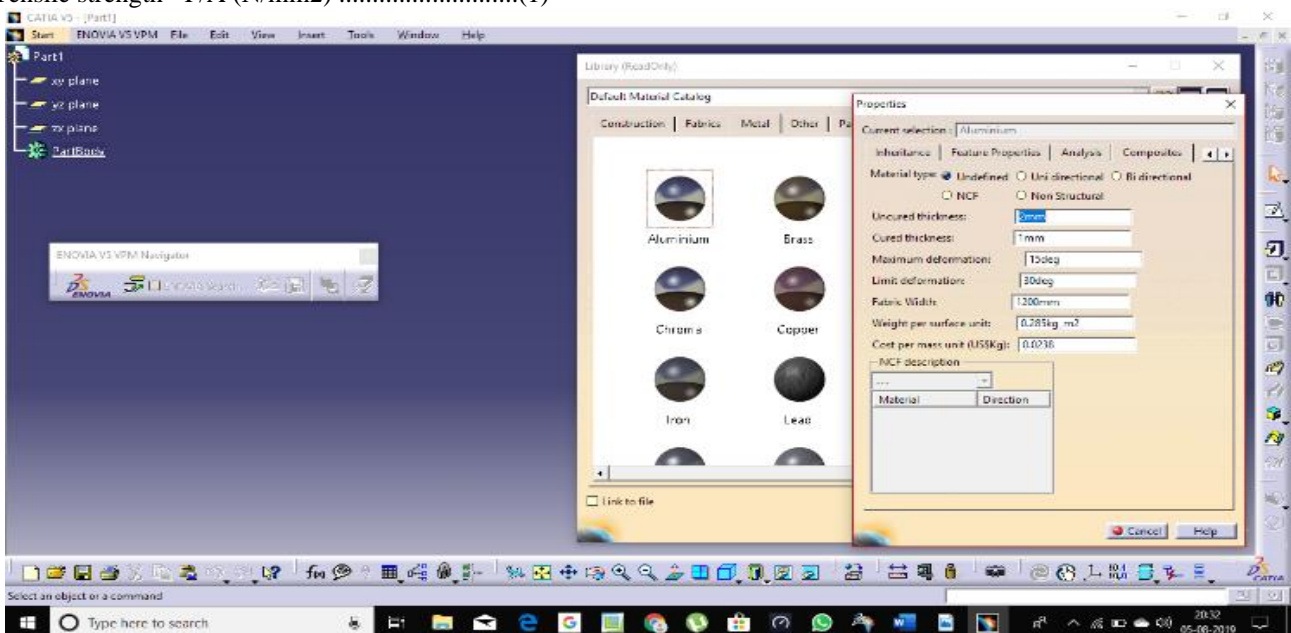 CATIA V5 - [Part1]
Start ENOVIA V5 VPM File Edit View Insert Tools Window Help
Part1
xy plane
yz plane
zx plane
PartBody
ENOVIA V5 VPM Navigator
ENOVIA
Library (ReadOnly)
Default Material Catalog
Construction Fabrics Metal Other Pa
Aluminium Brass
Chrome Copper
Iron Lead
Link to file
Properties
Current selection : Aluminium
Inheritance Feature Properties Analysis Composites
Material type: Undefined Uni directional Bi directional
NCF Non Structural
Uncured thickness:
Cured thickness: 1mm
Maximum deformation: 15deg
Limit deformation: 30deg
Fabric Width: 1200mm
Weight per surface unit: 0.285kg_m2
Cost per mass unit (US$Kg): 0.0238
NCF description
---
Material Direction
Cancel Help
Select an object or a command
CATIA
Type here to search
20:32
05-08-2019